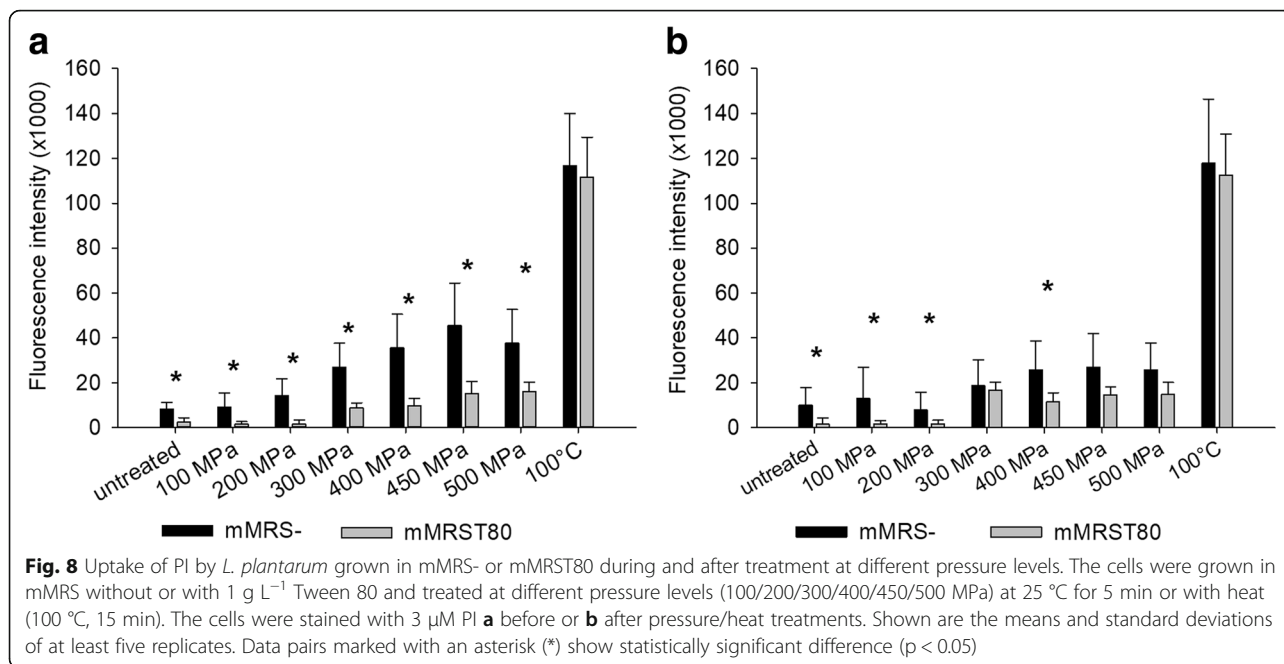 a
160
140
120
100
80
60
40
20
0
Fluorescence intensity (x1000)
* * * * * * *
untreated 100 MPa 200 MPa 300 MPa 400 MPa 450 MPa 500 MPa 100°C
mMRS- mMRST80
b
160
140
120
100
80
60
40
20
0
Fluorescence intensity (x1000)
* * * *
untreated 100 MPa 200 MPa 300 MPa 400 MPa 450 MPa 500 MPa 100°C
mMRS- mMRST80
Fig. 8 Uptake of PI by L. plantarum grown in mMRS- or mMRST80 during and after treatment at different pressure levels. The cells were grown in
mMRS without or with 1 g L⁻¹ Tween 80 and treated at different pressure levels (100/200/300/400/450/500 MPa) at 25 °C for 5 min or with heat
(100 °C, 15 min). The cells were stained with 3 μM PI a before or b after pressure/heat treatments. Shown are the means and standard deviations
of at least five replicates. Data pairs marked with an asterisk (*) show statistically significant difference (p < 0.05)